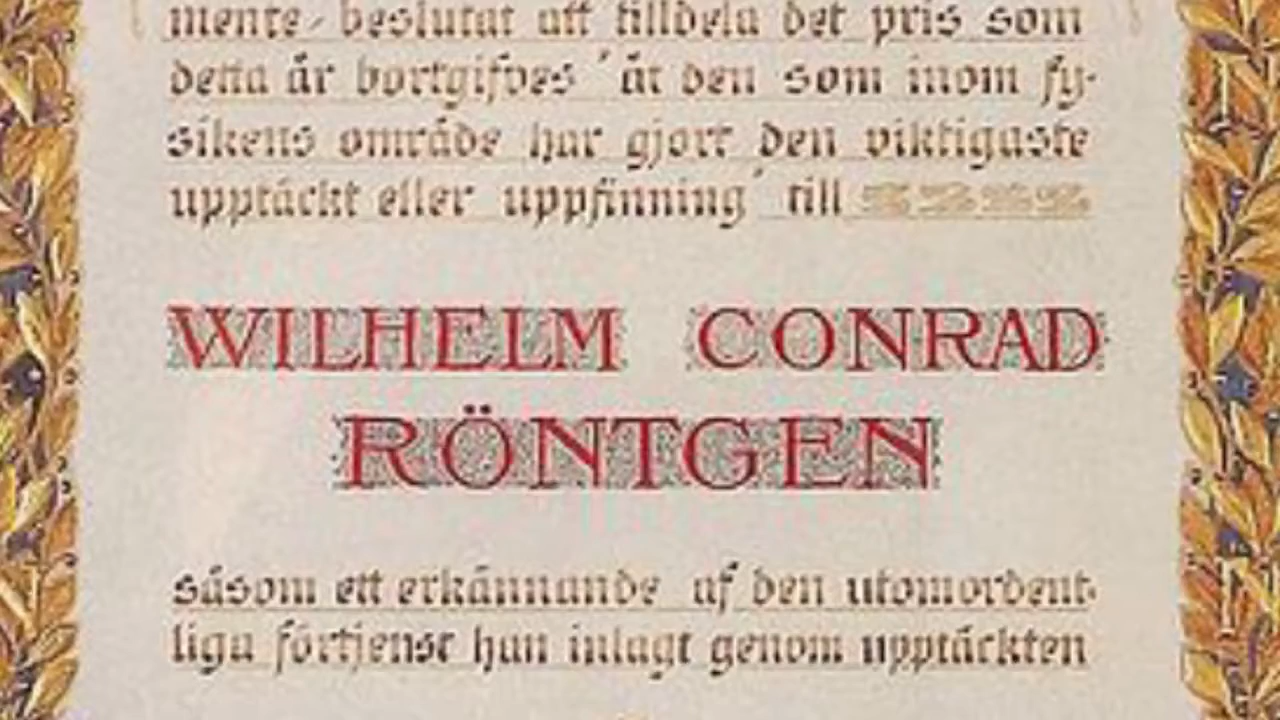 mente, beslutat att tilldela det pris som
detta år bortgifves ′ åt den som inom fy-
sikens område har gjort den viktigaste
upptäckt eller uppfinning ′ till
WILHELM CONRAD
RÖNTGEN
såsom ett erkännande af den utomordent-
liga förtjenst han inlagt genom upptäckten